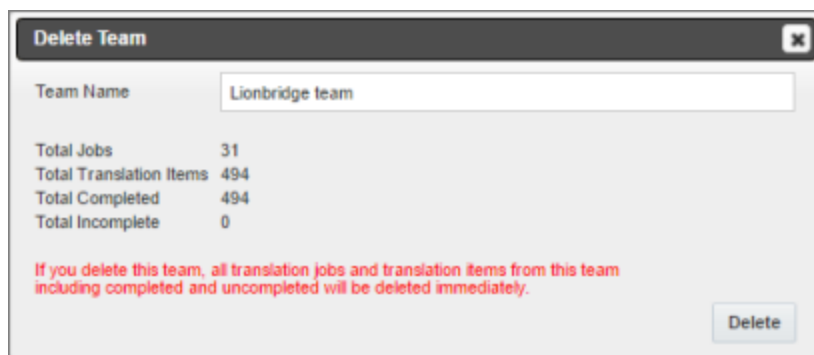 Delete Team
Team Name Lionbridge team
Total Jobs 31
Total Translation Items 494
Total Completed 494
Total Incomplete 0
If you delete this team, all translation jobs and translation items from this team
including completed and uncompleted will be deleted immediately.
Delete